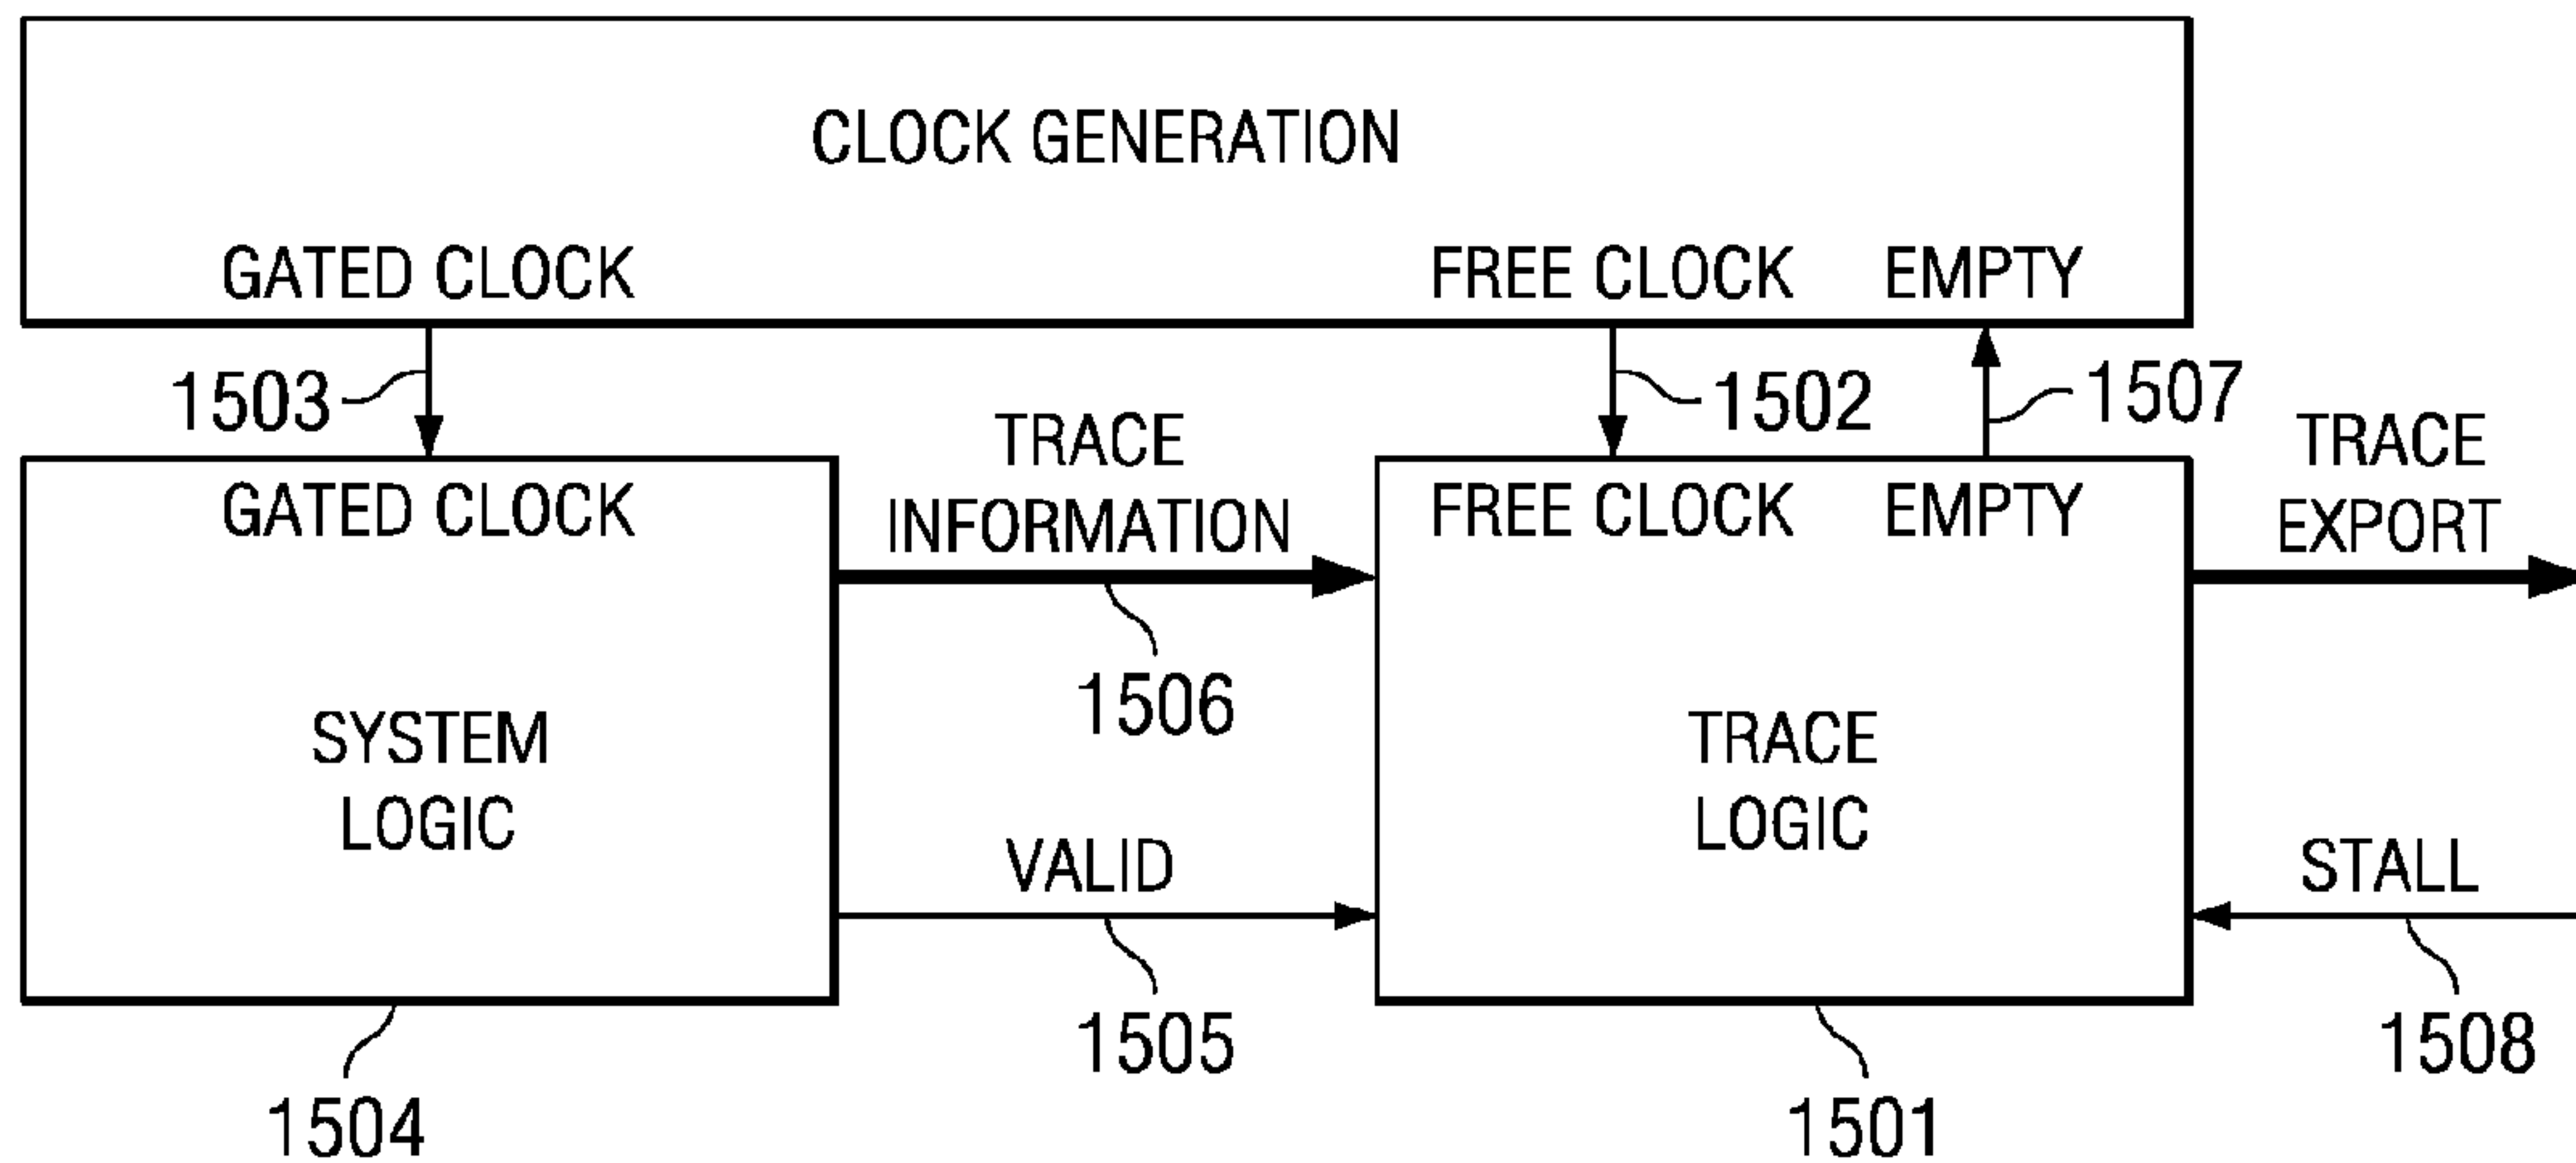 CLOCK GENERATION
GATED CLOCK
FREE CLOCK
EMPTY
1503
1502
1507
TRACE
INFORMATION
TRACE
EXPORT
GATED CLOCK
FREE CLOCK
EMPTY
1506
SYSTEM
LOGIC
TRACE
LOGIC
VALID
STALL
1505
1508
1504
1501